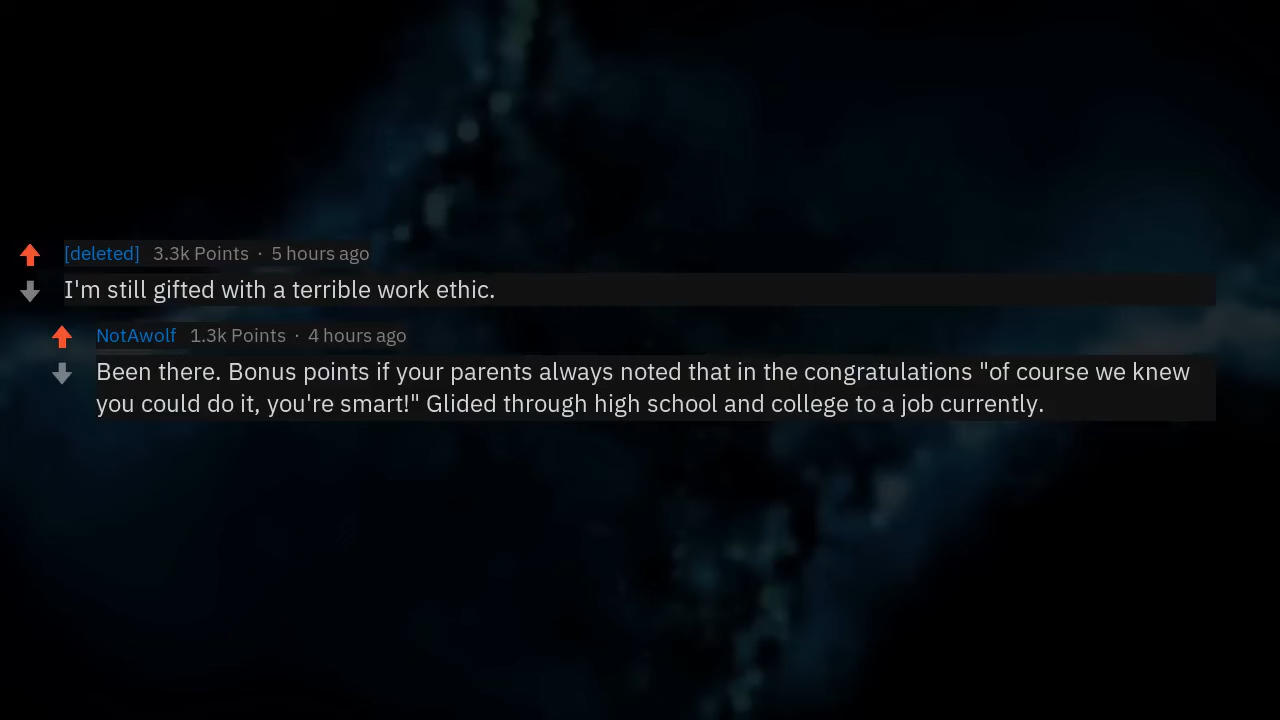 [deleted] 3.3k Points · 5 hours ago
I'm still gifted with a terrible work ethic.
NotAwolf 1.3k Points · 4 hours ago
Been there. Bonus points if your parents always noted that in the congratulations "of course we knew
you could do it, you're smart!" Glided through high school and college to a job currently.